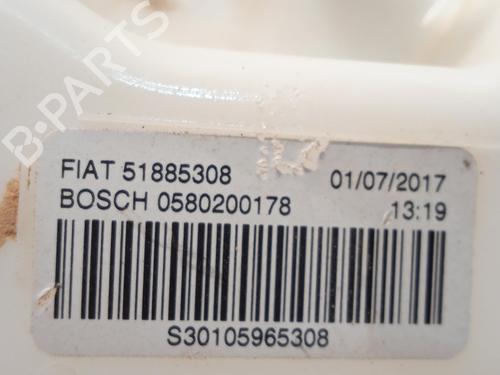 B-PARTS
FIAT 51885308 01/07/2017
BOSCH 0580200178 13:19
S30105965308